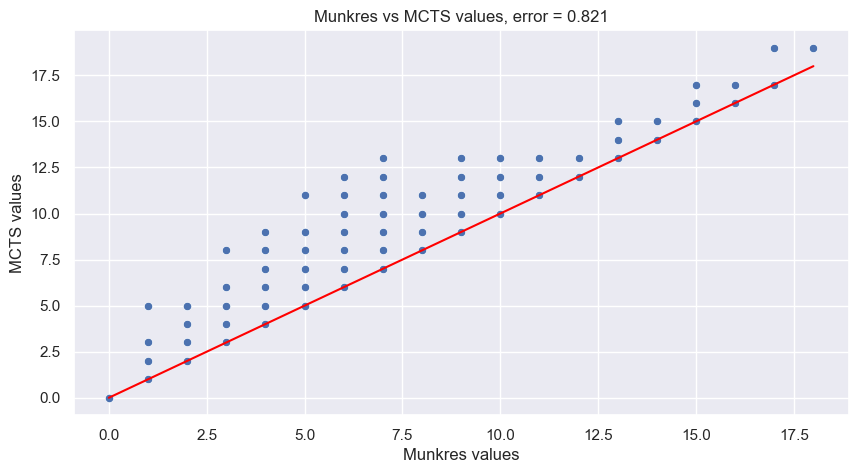 Munkres vs MCTS values, error = 0.821
MCTS values
17.5
15.0
12.5
10.0
7.5
5.0
2.5
0.0
0.0 2.5 5.0 7.5 10.0 12.5 15.0 17.5
Munkres values